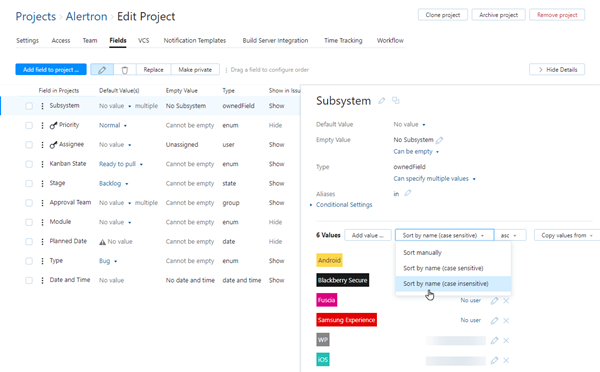 Projects › Alertron › Edit Project
Clone project
Archive project
Remove project
Settings Access Team Fields VCS Notification Templates Build Server Integration Time Tracking Workflow
Add field to project ... Replace Make private Drag a field to configure order
> Hide Details
Field in Projects Default Value(s) Empty Value Type Show in Issu
Subsystem No value multiple No Subsystem ownedField Show
Priority Normal Cannot be empty enum Hide
Assignee No value Unassigned user Show
Kanban State Ready to pull Cannot be empty enum Show
Stage Backlog Cannot be empty state Show
Approval Team No value multiple Cannot be empty group Show
Module No value Cannot be empty enum Hide
Planned Date No value Cannot be empty date Hide
Type Bug Cannot be empty enum Show
Date and Time No date and time date and time Show
Subsystem
Default Value No value
Empty Value No Subsystem
Can be empty
Type ownedField
Can specify multiple values
Aliases in
Conditional Settings
6 Values Add value ... Sort by name (case sensitive) asc Copy values from
Sort manually
Sort by name (case sensitive)
Sort by name (case insensitive)
Android
Blackberry Secure
Fuscia No user
Samsung Experience No user
WP
iOS